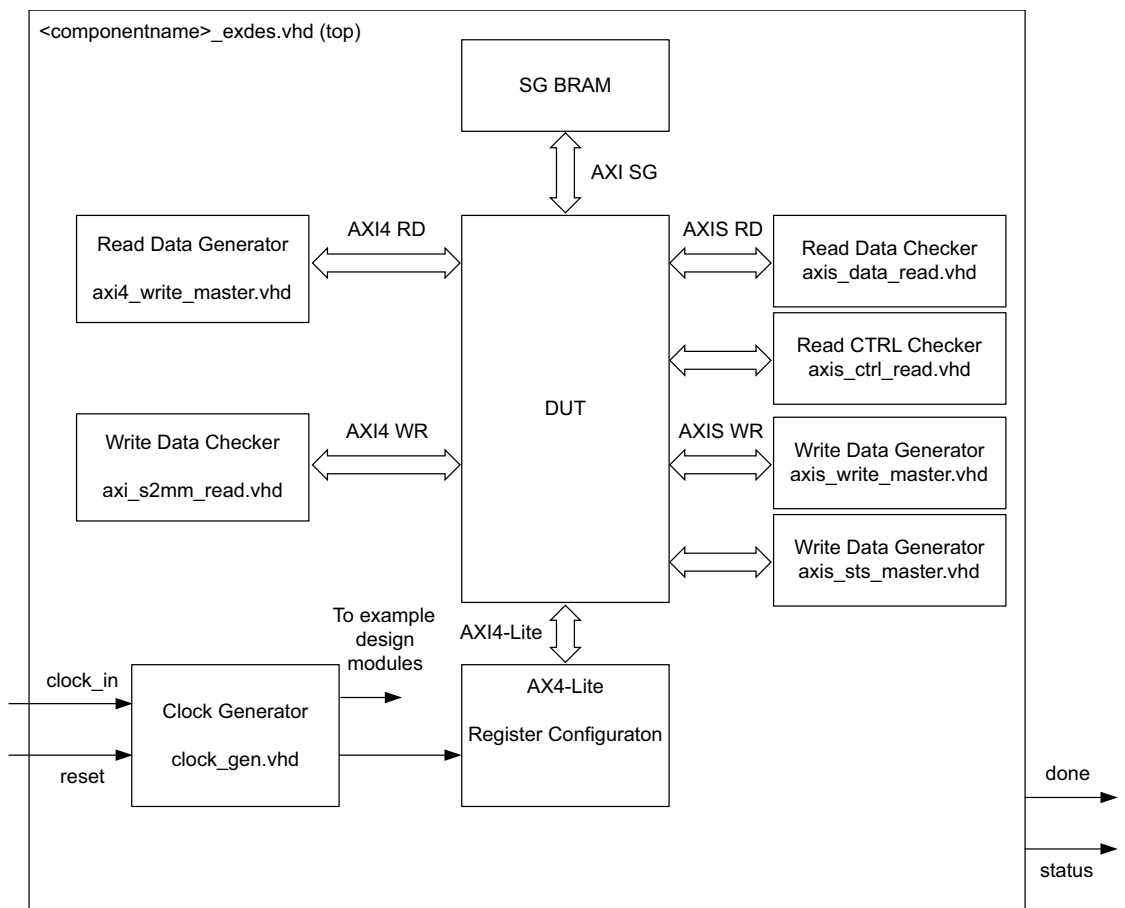 <componentname>_exdes.vhd (top)
SG BRAM
AXI SG
Read Data Generator
axi4_write_master.vhd
AXI4 RD
AXIS RD
Read Data Checker
axis_data_read.vhd
Read CTRL Checker
axis_ctrl_read.vhd
DUT
Write Data Checker
axi_s2mm_read.vhd
AXI4 WR
AXIS WR
Write Data Generator
axis_write_master.vhd
Write Data Generator
axis_sts_master.vhd
To example
design
modules
AXI4-Lite
clock_in
reset
Clock Generator
clock_gen.vhd
AX4-Lite
Register Configuraton
done
status